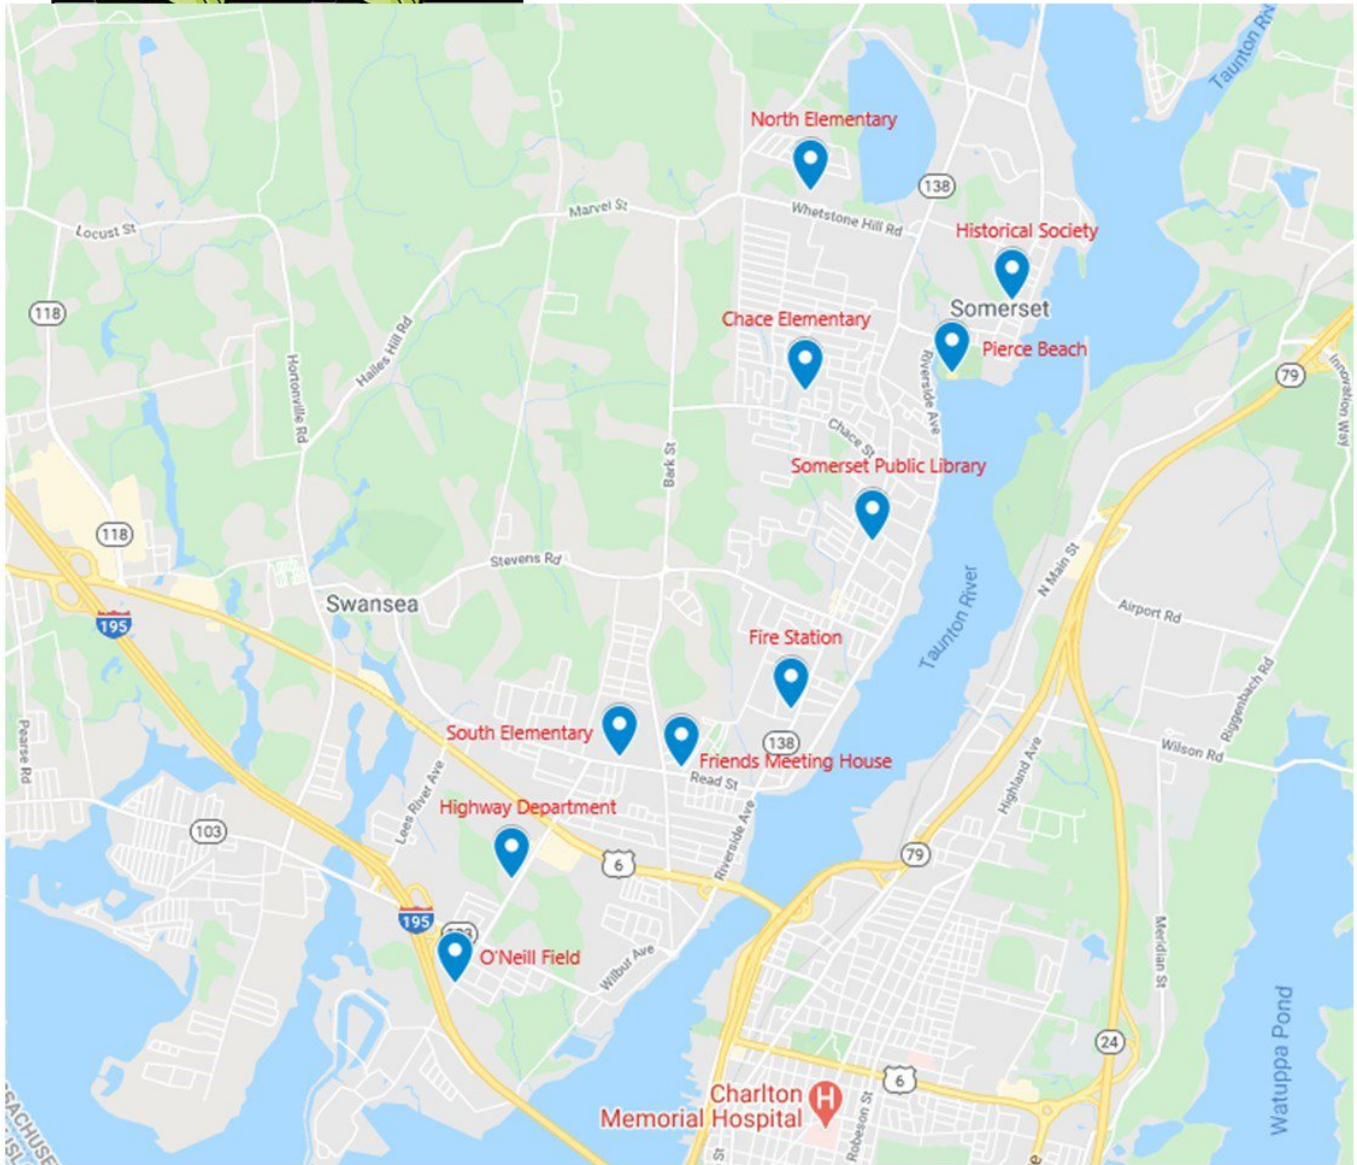 Taunton Riv
North Elementary
138
Whetstone Hill Rd
Marvel St
Locust St
Historical Society
Somerset
118
Chace Elementary
Pierce Beach
Hailes Hill Rd
Hortonville Rd
Riverside Ave
79
Innovation Way
Chace St
Bark St
Somerset Public Library
118
Stevens Rd
N Main St
Swansea
195
Airport Rd
Taunton River
Fire Station
Riggenbach Rd
Pearse Rd
South Elementary
138
Friends Meeting House
Wilson Rd
Read St
Highland Ave
Lees River Ave
Highway Department
103
Riverside Ave
6
79
195
O'Neill Field
Wilbur Ave
Meridian St
24
Watuppa Pond
6
Charlton
Memorial Hospital
H
Robeson St
St
e
SACHUSE